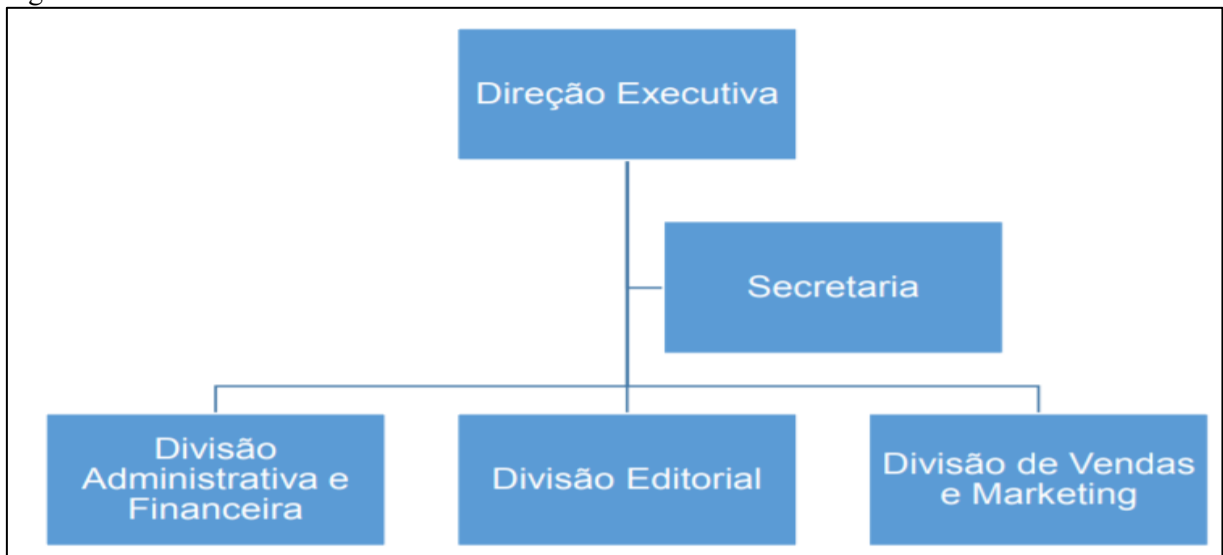 Direção Executiva
Secretaria
Divisão
Administrativa e
Financeira
Divisão Editorial
Divisão de Vendas
e Marketing